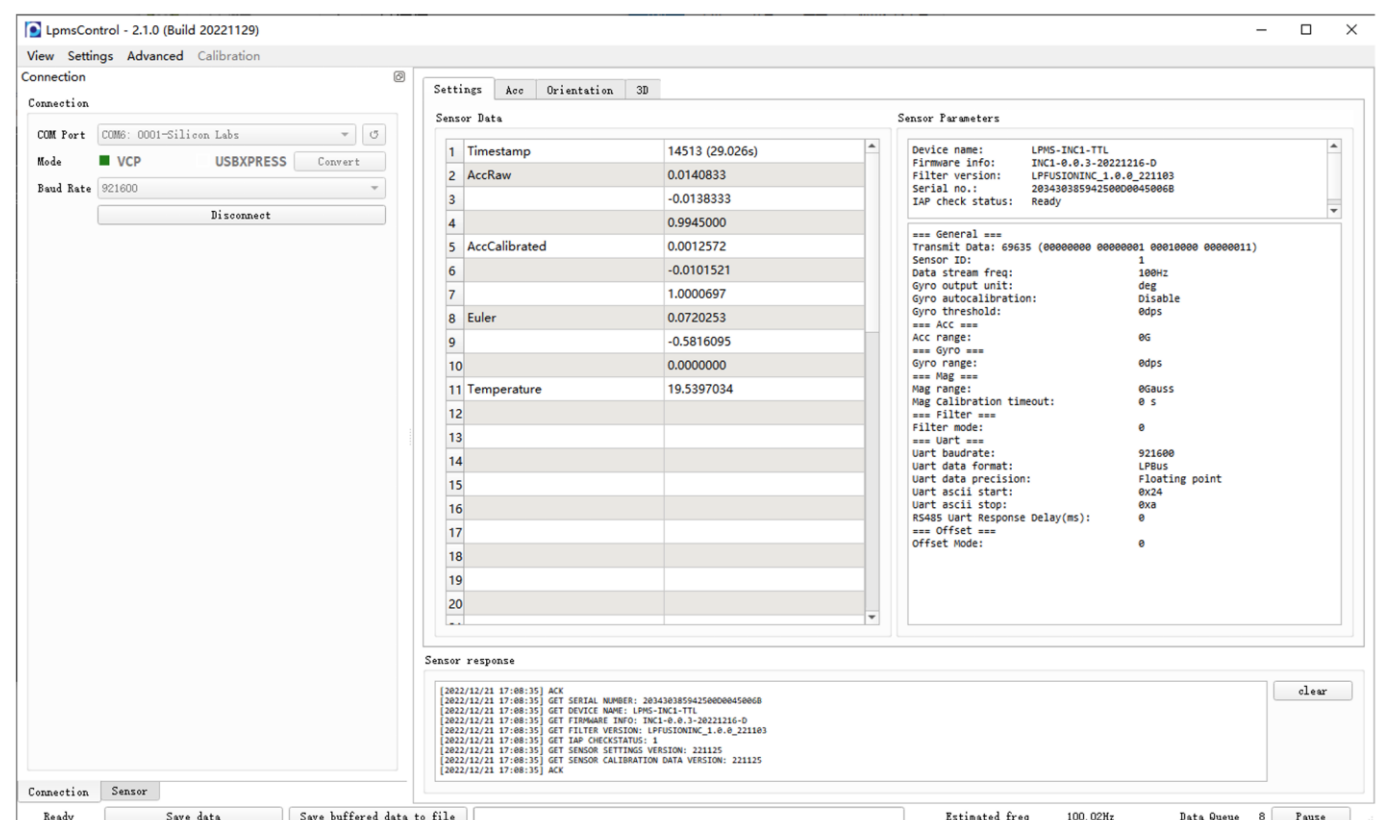 LpmsControl - 2.1.0 (Build 20221129)
View Settings Advanced Calibration
Connection
Connection
COM Port COM6: 0001-Silicon Labs
Mode VCP USBXPRESS Convert
Baud Rate 921600
Disconnect
Settings Acc Orientation 3D
Sensor Data
1 Timestamp 14513 (29.026s)
2 AccRaw 0.0140833
3 -0.0138333
4 0.9945000
5 AccCalibrated 0.0012572
6 -0.0101521
7 1.0000697
8 Euler 0.0720253
9 -0.5816095
10 0.0000000
11 Temperature 19.5397034
12
13
14
15
16
17
18
19
20
Sensor Parameters
Device name: LPMS-INC1-TTL
Firmware info: INC1-0.0.3-20221216-D
Filter version: LPFUSIONINC_1.0.0_221103
Serial no.: 203430385942500D0045006B
IAP check status: Ready
=== General ===
Transmit Data: 69635 (00000000 00000001 00010000 00000011)
Sensor ID: 1
Data stream freq: 100Hz
Gyro output unit: deg
Gyro autocalibration: Disable
Gyro threshold: 0dps
=== Acc ===
Acc range: 0G
=== Gyro ===
Gyro range: 0dps
=== Mag ===
Mag range: 0Gauss
Mag Calibration timeout: 0 s
=== Filter ===
Filter mode: 0
=== Uart ===
Uart baudrate: 921600
Uart data format: LPBus
Uart data precision: Floating point
Uart ascii start: 0x24
Uart ascii stop: 0xa
RS485 Uart Response Delay(ms): 0
=== Offset ===
Offset Mode: 0
Sensor response
[2022/12/21 17:08:35] ACK
[2022/12/21 17:08:35] GET SERIAL NUMBER: 203430385942500D0045006B
[2022/12/21 17:08:35] GET DEVICE NAME: LPMS-INC1-TTL
[2022/12/21 17:08:35] GET FIRMWARE INFO: INC1-0.0.3-20221216-D
[2022/12/21 17:08:35] GET FILTER VERSION: LPFUSIONINC_1.0.0_221103
[2022/12/21 17:08:35] GET IAP CHECKSTATUS: 1
[2022/12/21 17:08:35] GET SENSOR SETTINGS VERSION: 221125
[2022/12/21 17:08:35] GET SENSOR CALIBRATION DATA VERSION: 221125
[2022/12/21 17:08:35] ACK
clear
Connection Sensor
Ready Save data Save buffered data to file Estimated freq 100.02Hz Data Queue 8 Pause